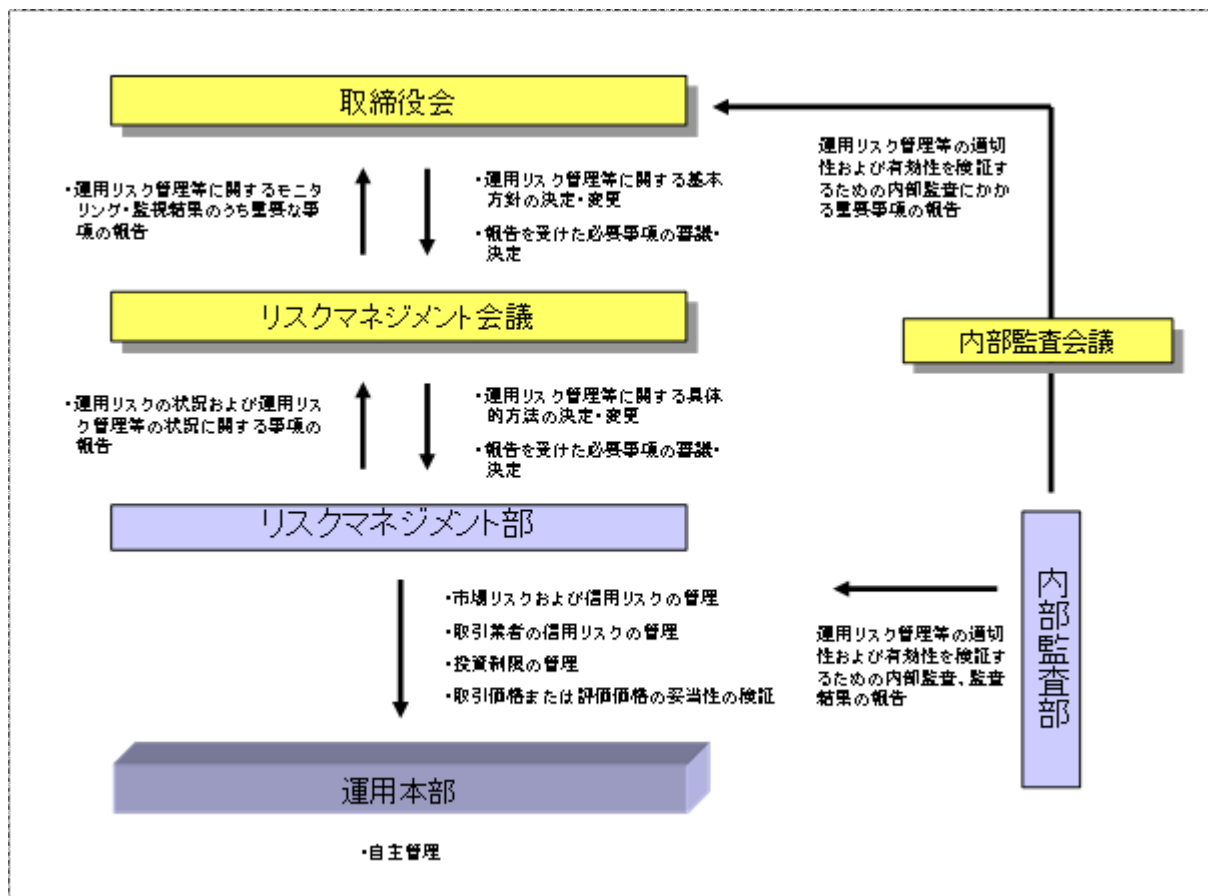 取締役会
運用リスク管理等の適切
性および有効性を検証す
るための内部監査にかか
る重要事項の報告
・運用リスク管理等に関するモニタ
リング・監視結果のうち重要な事
項の報告
・運用リスク管理等に関する基本
方針の決定・変更
・報告を受けた必要事項の審議・
決定
リスクマネジメント会議
内部監査会議
・運用リスクの状況および運用リス
ク管理等の状況に関する事項の
報告
・運用リスク管理等に関する具体
的方法の決定・変更
・報告を受けた必要事項の審議・
決定
リスクマネジメント部
内部監査部
・市場リスクおよび信用リスクの管理
・取引業者の信用リスクの管理
・投資制限の管理
・取引価格または評価価格の妥当性の検証
運用リスク管理等の適切
性および有効性を検証す
るための内部監査、監査
結果の報告
運用本部
・自主管理